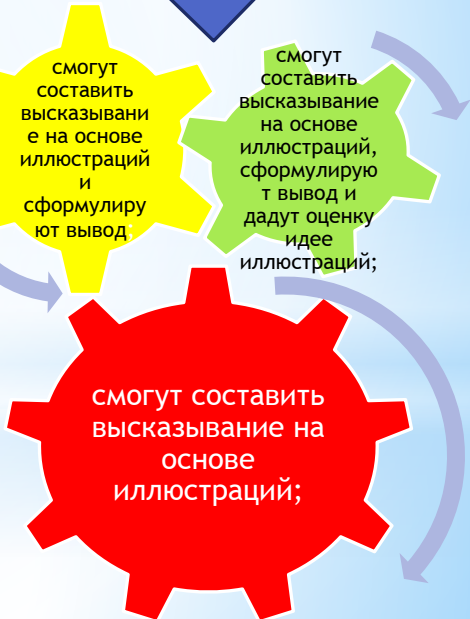 смогут
составить
высказывани
е на основе
иллюстраций
и
сформулиру
ют вывод;
смогут
составить
высказывание
на основе
иллюстраций,
сформулирую
т вывод и
дадут оценку
идее
иллюстраций;
смогут составить
высказывание на
основе
иллюстраций;